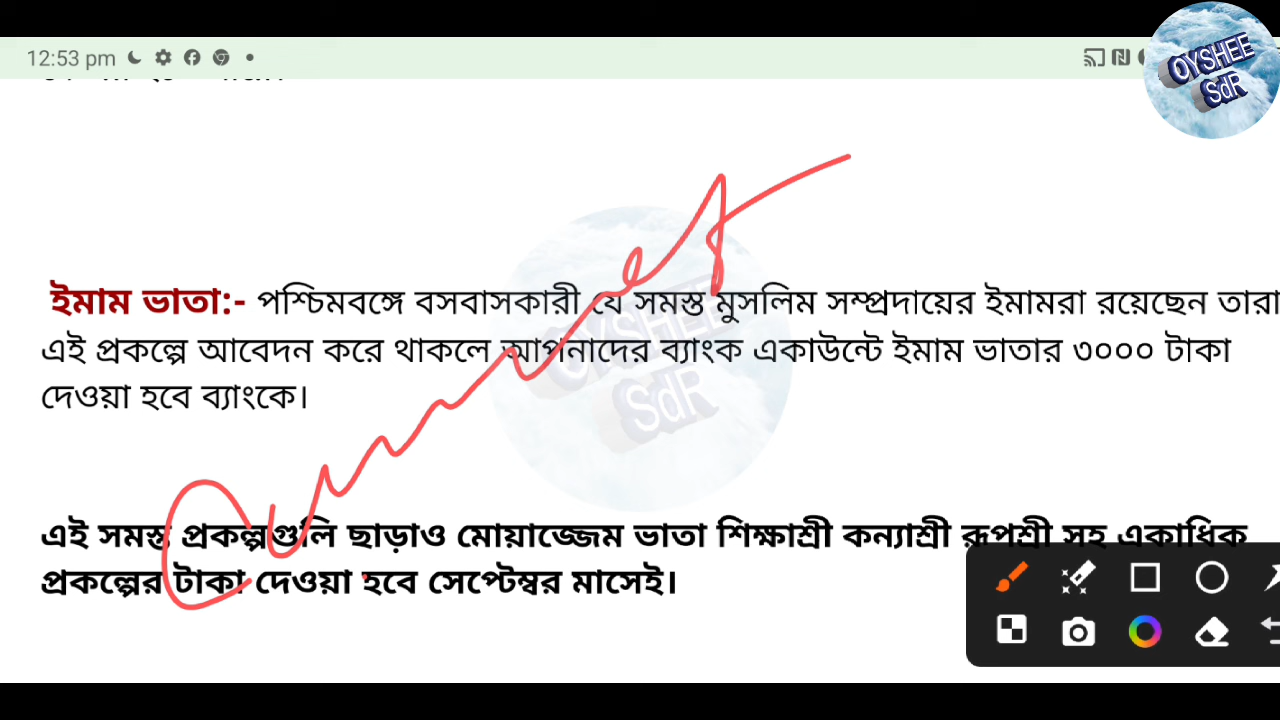 12:53 pm
OYSHEE
SdR
ইমাম ভাতা:- পশ্চিমবঙ্গে বসবাসকারী যে সমস্ত মুসলিম সম্প্রদায়ের ইমামরা রয়েছেন তারা
এই প্রকল্পে আবেদন করে থাকলে আপনাদের ব্যাংক একাউন্টে ইমাম ভাতার ৩০০০ টাকা
দেওয়া হবে ব্যাংকে।
OYSHEE
SdR
এই সমস্ত প্রকল্পগুলি ছাড়াও মোয়াজ্জেম ভাতা শিক্ষাশ্রী কন্যাশ্রী রূপশ্রী সহ একাধিক
প্রকল্পের টাকা দেওয়া হবে সেপ্টেম্বর মাসেই।